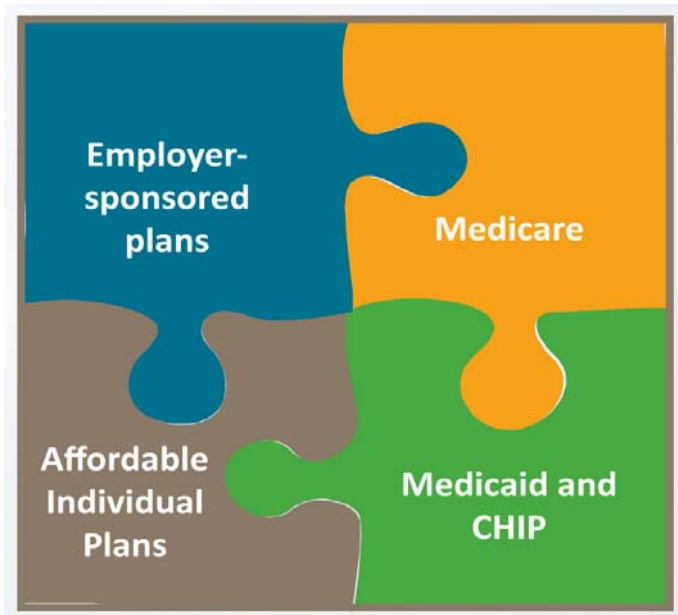 Employer-
sponsored
plans
Medicare
Affordable
Individual
Plans
Medicaid and
CHIP